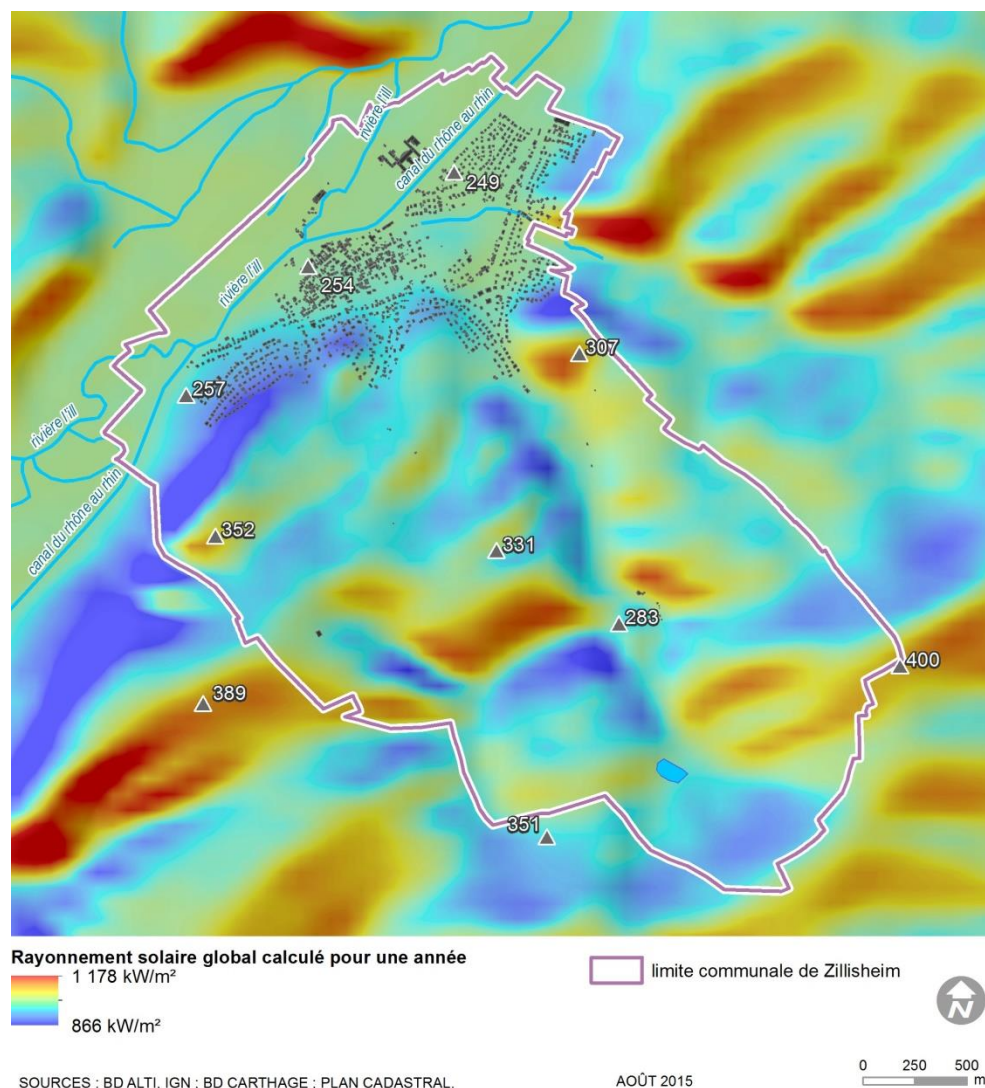 rivière l'ill
canal du rhône au rhin
249
rivière l'ill
254
307
257
rivière l'ill
canal du rhône au rhin
352
331
283
400
389
351
Rayonnement solaire global calculé pour une année
1 178 kW/m²
866 kW/m²
limite communale de Zillisheim
N
SOURCES : BD ALTI, IGN ; BD CARTHAGE ; PLAN CADASTRAL.
AOÛT 2015
0 250 500
m